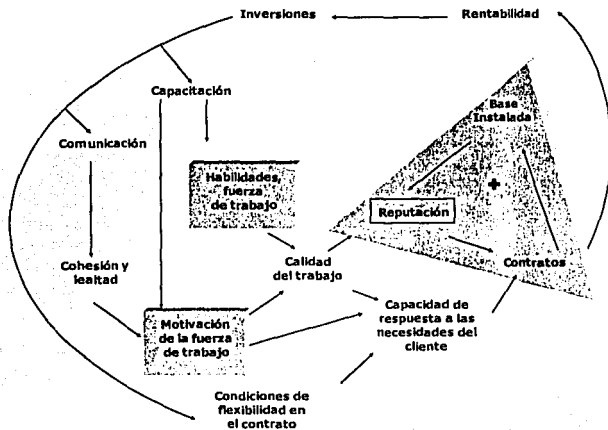 Inversiones
Rentabilidad
Capacitación
Base
Instalada
Comunicación
Habilidades,
fuerza
de trabajo
+
Reputación
Calidad
del trabajo
Contratos
Cohesión y
lealtad
Capacidad de
respuesta a las
necesidades del
cliente
Motivación
de la fuerza
de trabajo
Condiciones de
flexibilidad en
el contrato